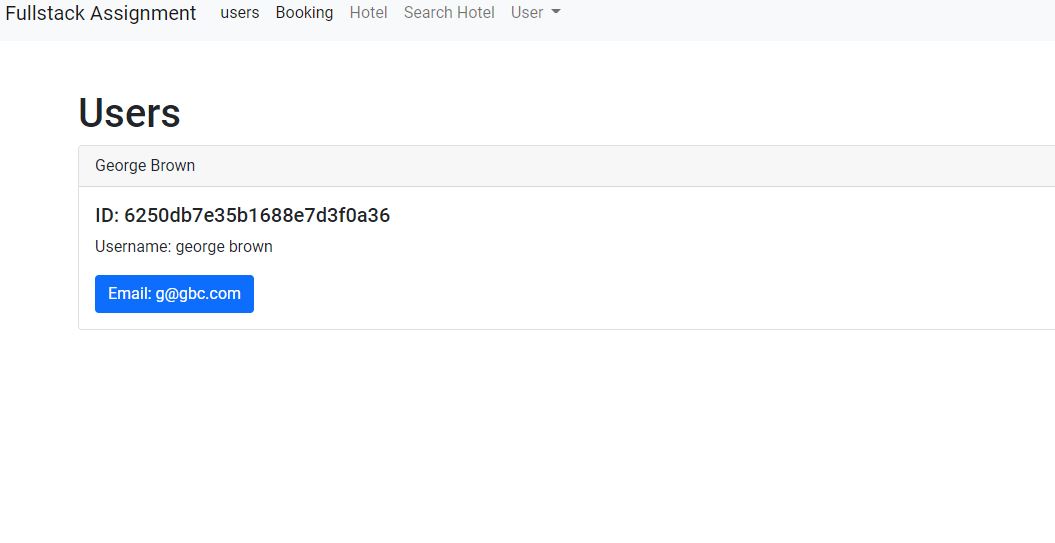 Fullstack Assignment users Booking Hotel Search Hotel User
Users
George Brown
ID: 6250db7e35b1688e7d3f0a36
Username: george brown
Email: g@gbc.com